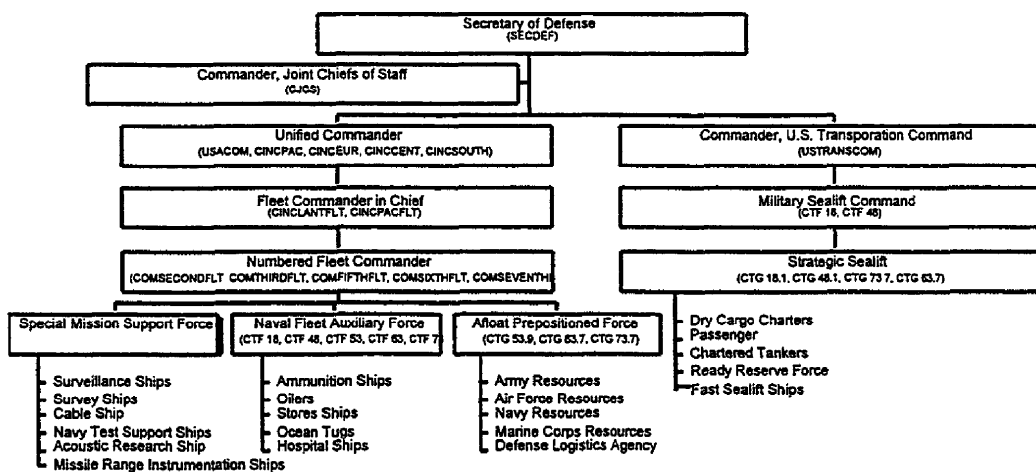 Secretary of Defense
(SECDEF)
Commander, Joint Chiefs of Staff
(CJCS)
Unified Commander
(USACOM, CINCPAC, CINCEUR, CINCCENT, CINCSOUTH)
Commander, U.S. Transporation Command
(USTRANSCOM)
Fleet Commander in Chief
(CINCLANTFLT, CINCPACFLT)
Military Sealift Command
(CTF 18, CTF 48)
Numbered Fleet Commander
(COMSECONDFLT COMTHIRDFLT, COMFIFTHFLT, COMSIXTHFLT, COMSEVENTHI
Strategic Sealift
(CTG 18.1, CTG 48.1, CTG 73 7, CTG 63.7)
Special Mission Support Force
Naval Fleet Auxiliary Force
(CTF 18, CTF 48, CTF 53, CTF 63, CTF 7
Afloat Prepositioned Force
(CTG 53.9, CTG 63.7, CTG 73.7)
Surveillance Ships
Survey Ships
Cable Ship
Navy Test Support Ships
Acoustic Research Ship
Missile Range Instrumentation Ships
Ammunition Ships
Oilers
Stores Ships
Ocean Tugs
Hospital Ships
Army Resources
Air Force Resources
Navy Resources
Marine Corps Resources
Defense Logistics Agency
Dry Cargo Charters
Passenger
Chartered Tankers
Ready Reserve Force
Fast Sealift Ships